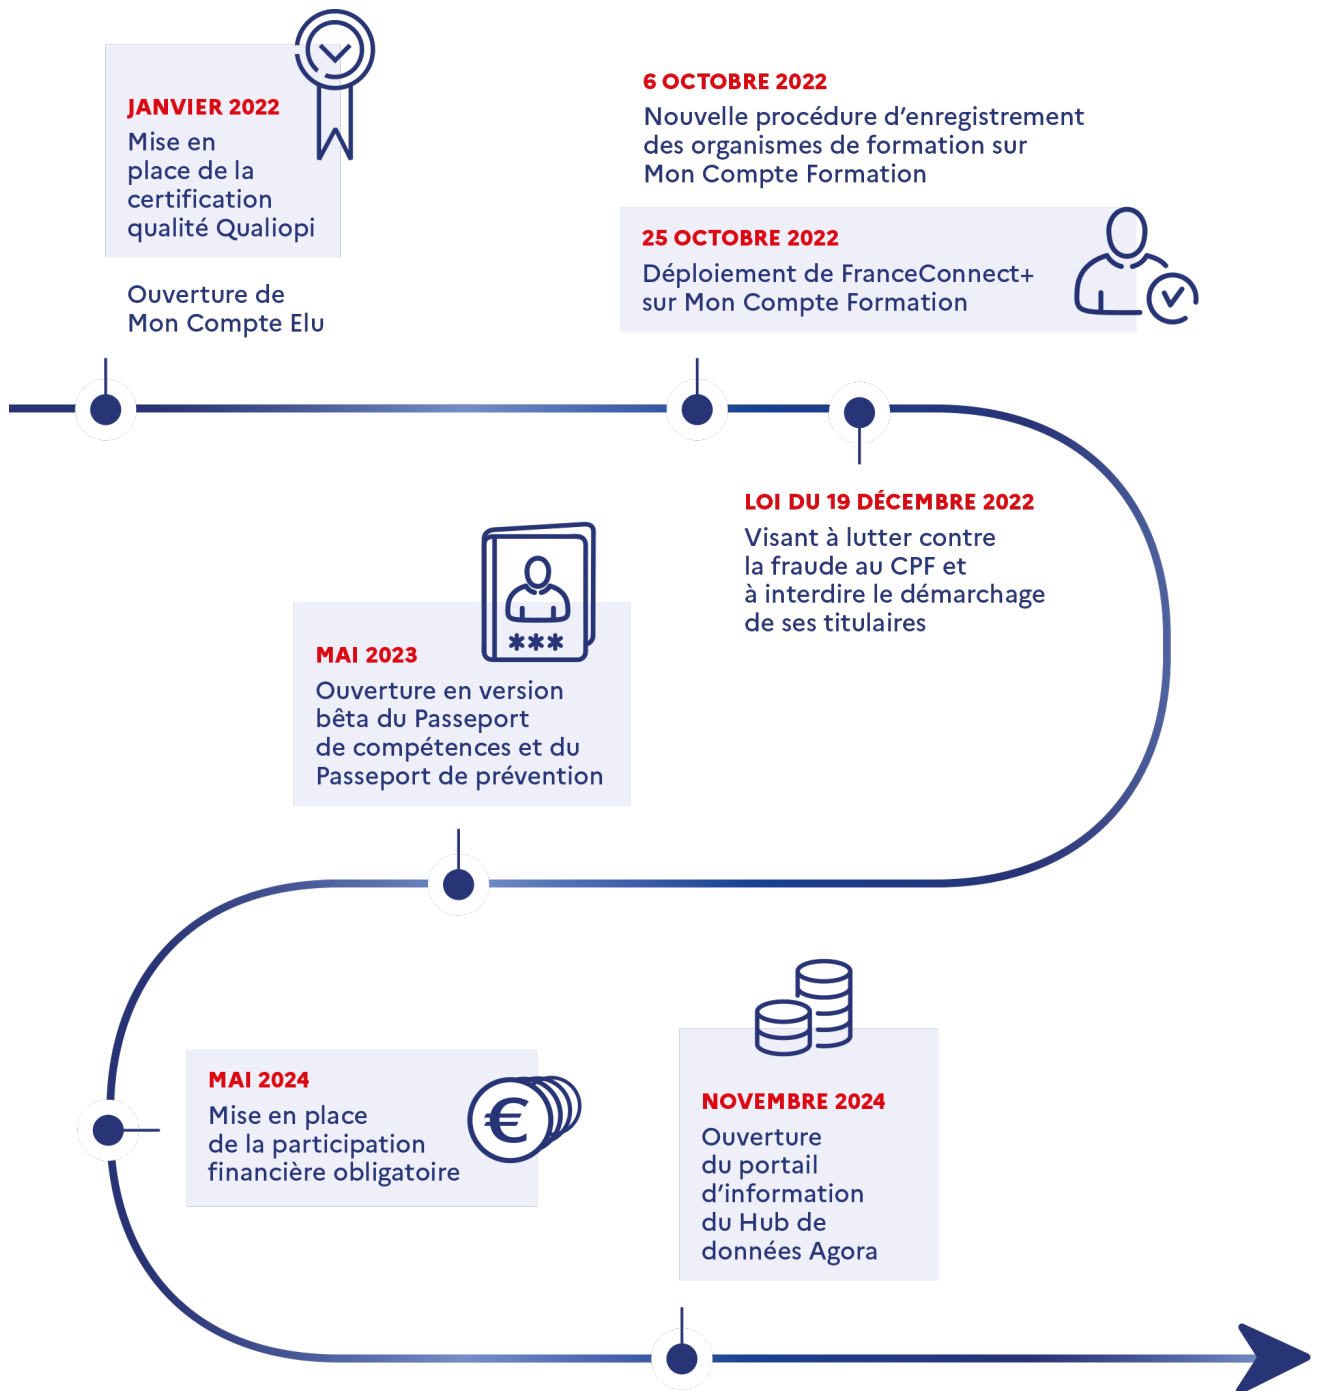 JANVIER 2022
Mise en
place de la
certification
qualité Qualiopi
Ouverture de
Mon Compte Elu
6 OCTOBRE 2022
Nouvelle procédure d’enregistrement
des organismes de formation sur
Mon Compte Formation
25 OCTOBRE 2022
Déploiement de FranceConnect+
sur Mon Compte Formation
LOI DU 19 DÉCEMBRE 2022
Visant à lutter contre
la fraude au CPF et
à interdire le démarchage
de ses titulaires
MAI 2023
Ouverture en version
bêta du Passeport
de compétences et du
Passeport de prévention
MAI 2024
Mise en place
de la participation
financière obligatoire
€
NOVEMBRE 2024
Ouverture
du portail
d’information
du Hub de
données Agora